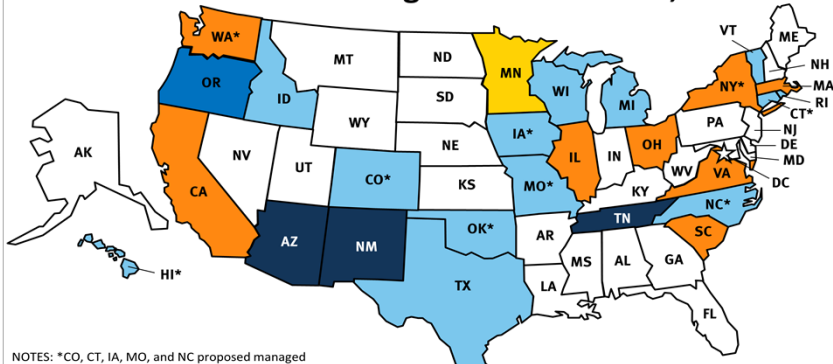 WA*
OR
CA
AK
HI*
ID
NV
AZ
MT
WY
UT
CO*
NM
ND
SD
NE
KS
OK*
TX
MN
IA*
MO*
AR
LA
WI
IL
MI
IN
OH
KY
TN
MS
AL
GA
FL
SC
NC*
VA
WV
PA
NY*
VT
ME
NH
MA
RI
CT*
NJ
DE
MD
DC
NOTES: *CO, CT, IA, MO, and NC proposed managed